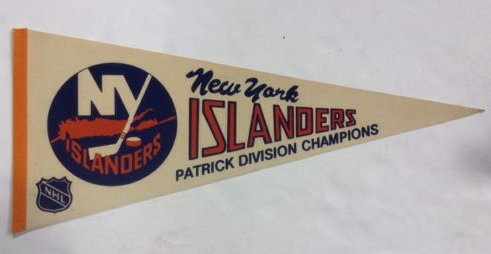 NY
ISLANDERS
NHL
New York
ISLANDERS
PATRICK DIVISION CHAMPIONS